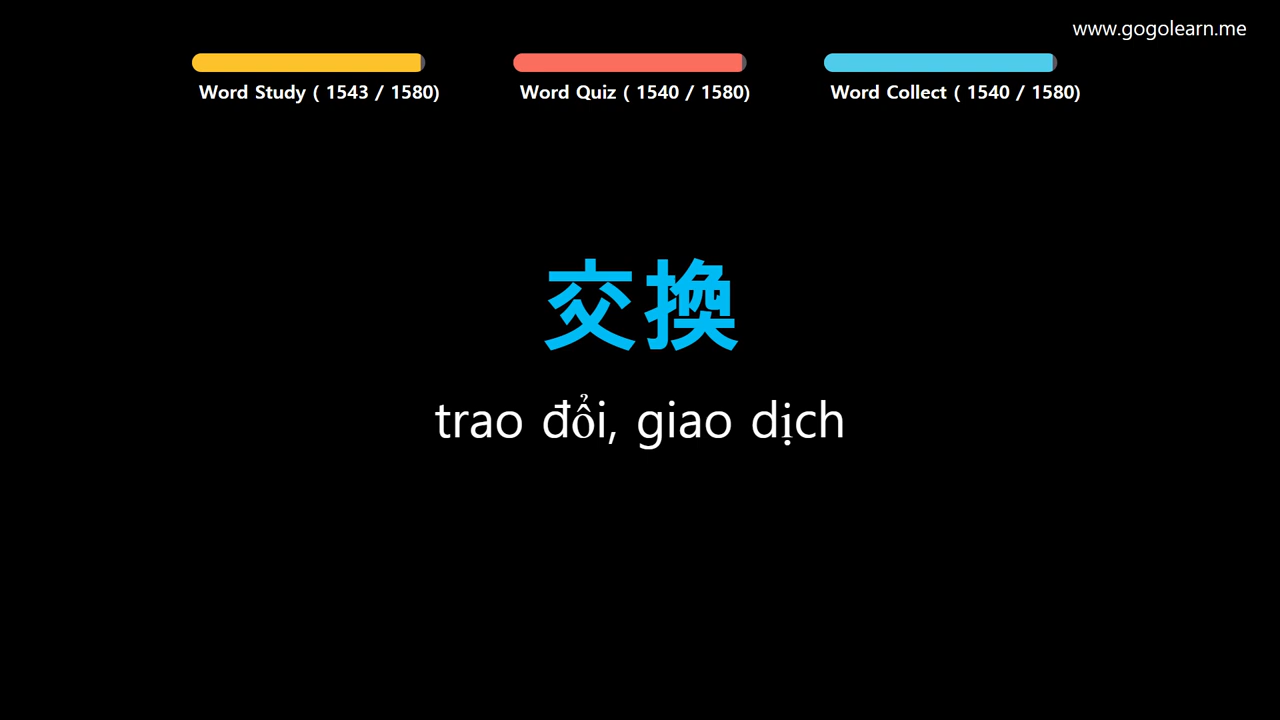 www.gogolearn.me
Word Study ( 1543 / 1580)
Word Quiz ( 1540 / 1580)
Word Collect ( 1540 / 1580)
交換
trao đổi, giao dịch